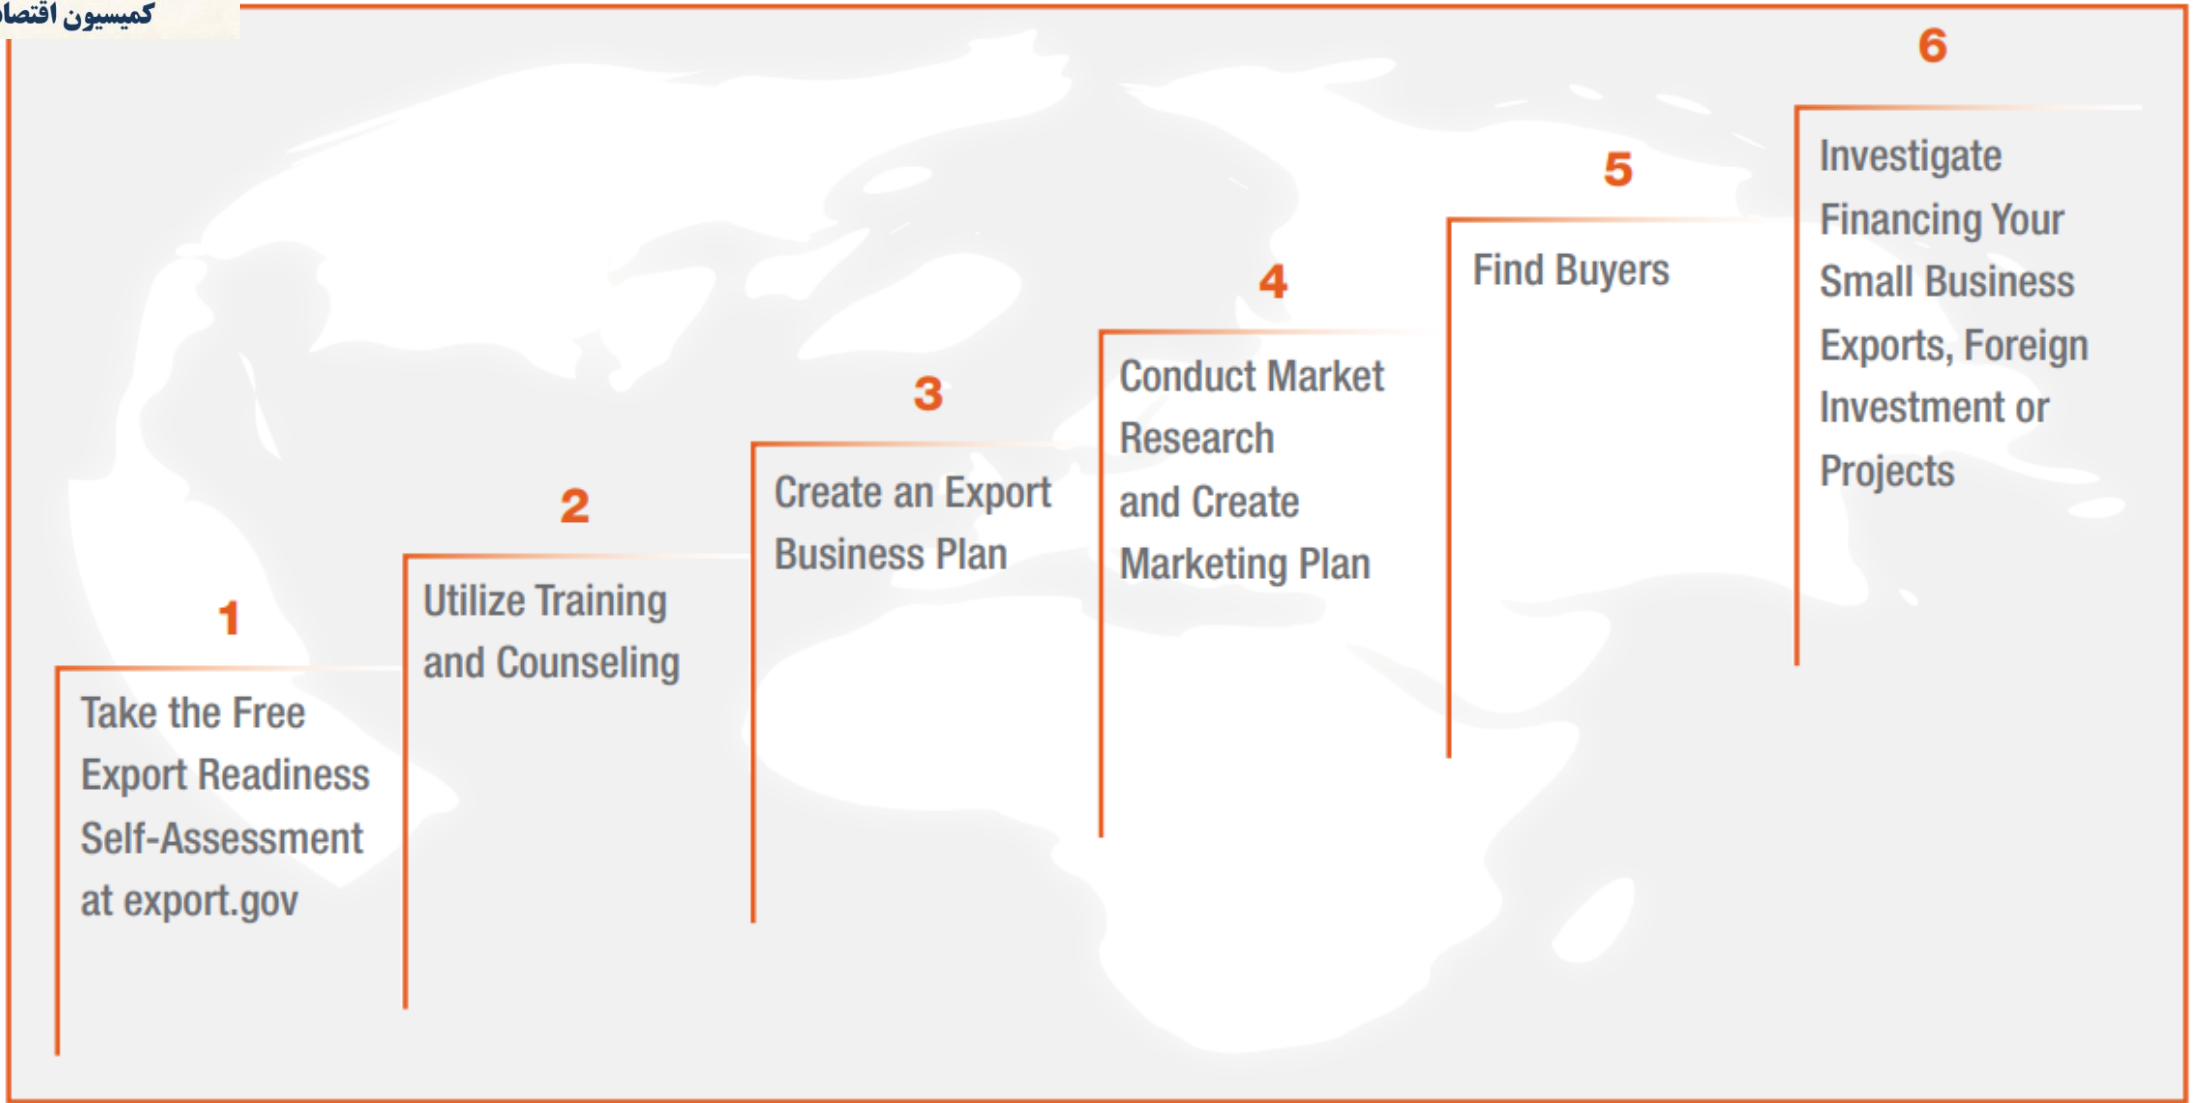 کمیسیون
1
Take the Free
Export Readiness
Self-Assessment
at export.gov
2
Utilize Training
and Counseling
3
Create an Export
Business Plan
4
Conduct Market
Research
and Create
Marketing Plan
5
Find Buyers
6
Investigate
Financing Your
Small Business
Exports, Foreign
Investment or
Projects